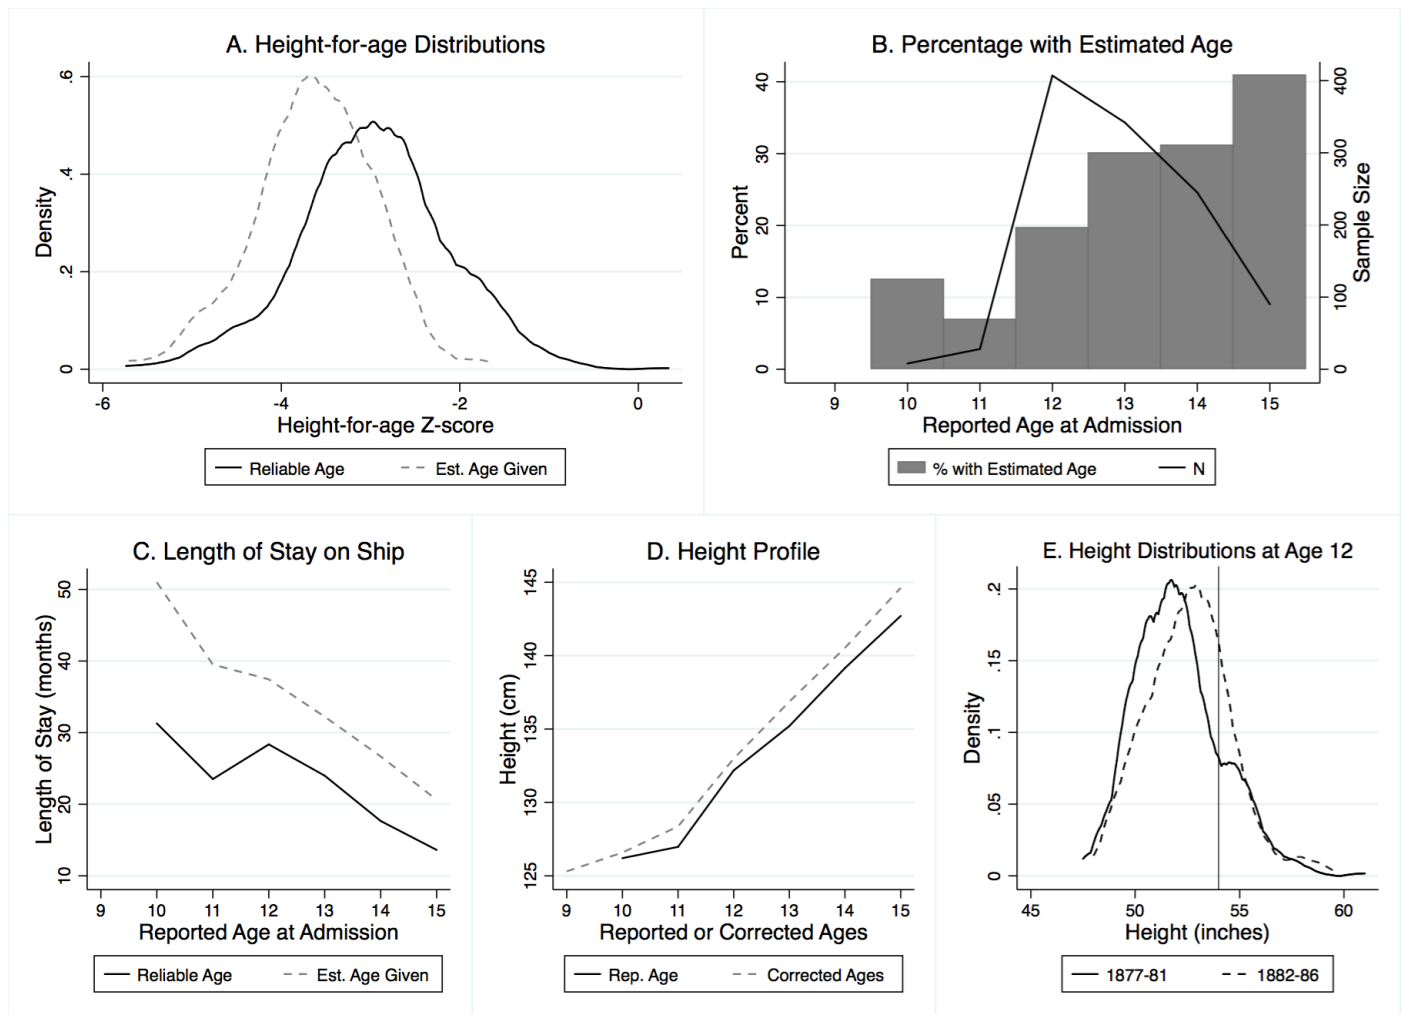 A. Height-for-age Distributions
Density
.6
.4
.2
0
-6 -4 -2 0
Height-for-age Z-score
Reliable Age Est. Age Given
B. Percentage with Estimated Age
Percent
40
30
20
10
0
400
300
200
100
0
Sample Size
9 10 11 12 13 14 15
Reported Age at Admission
% with Estimated Age N
C. Length of Stay on Ship
Length of Stay (months)
50
40
30
20
10
9 10 11 12 13 14 15
Reported Age at Admission
Reliable Age Est. Age Given
D. Height Profile
Height (cm)
145
140
135
130
125
9 10 11 12 13 14 15
Reported or Corrected Ages
Rep. Age Corrected Ages
E. Height Distributions at Age 12
Density
.2
.15
.1
.05
0
45 50 55 60
Height (inches)
1877-81 1882-86